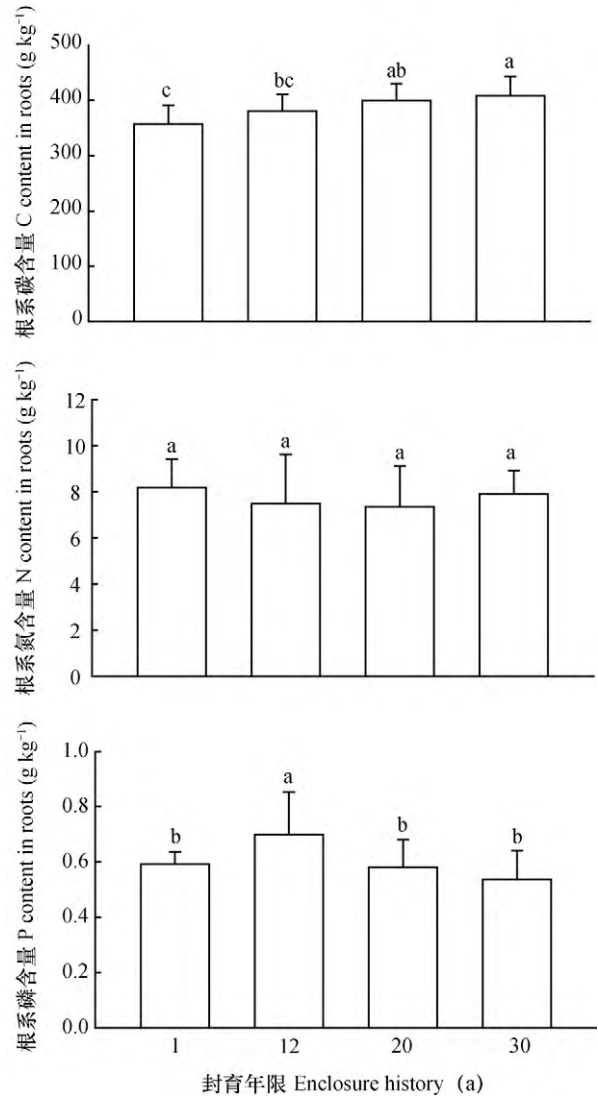 根系碳含量 C content in roots (g kg⁻¹)
500
400
300
200
100
0
c
bc
ab
a
根系氮含量 N content in roots (g kg⁻¹)
12
10
8
6
4
2
0
a
a
a
a
根系磷含量 P content in roots (g kg⁻¹)
1.0
0.8
0.6
0.4
0.2
0.0
b
a
b
b
1 12 20 30
封育年限 Enclosure history (a)